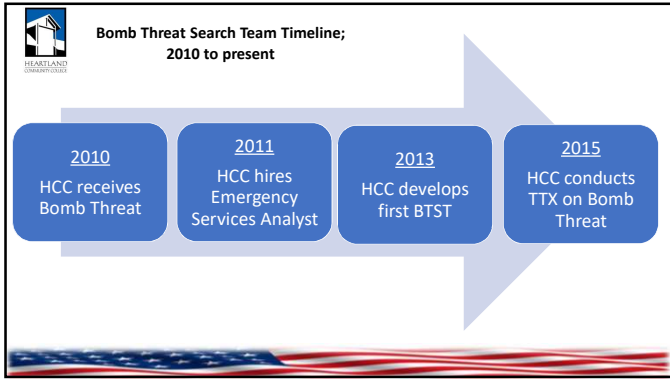 Bomb Threat Search Team Timeline;
2010 to present
HEARTLAND
COMMUNITY COLLEGE
2010
HCC receives
Bomb Threat
2011
HCC hires
Emergency
Services Analyst
2013
HCC develops
first BTST
2015
HCC conducts
TTX on Bomb
Threat